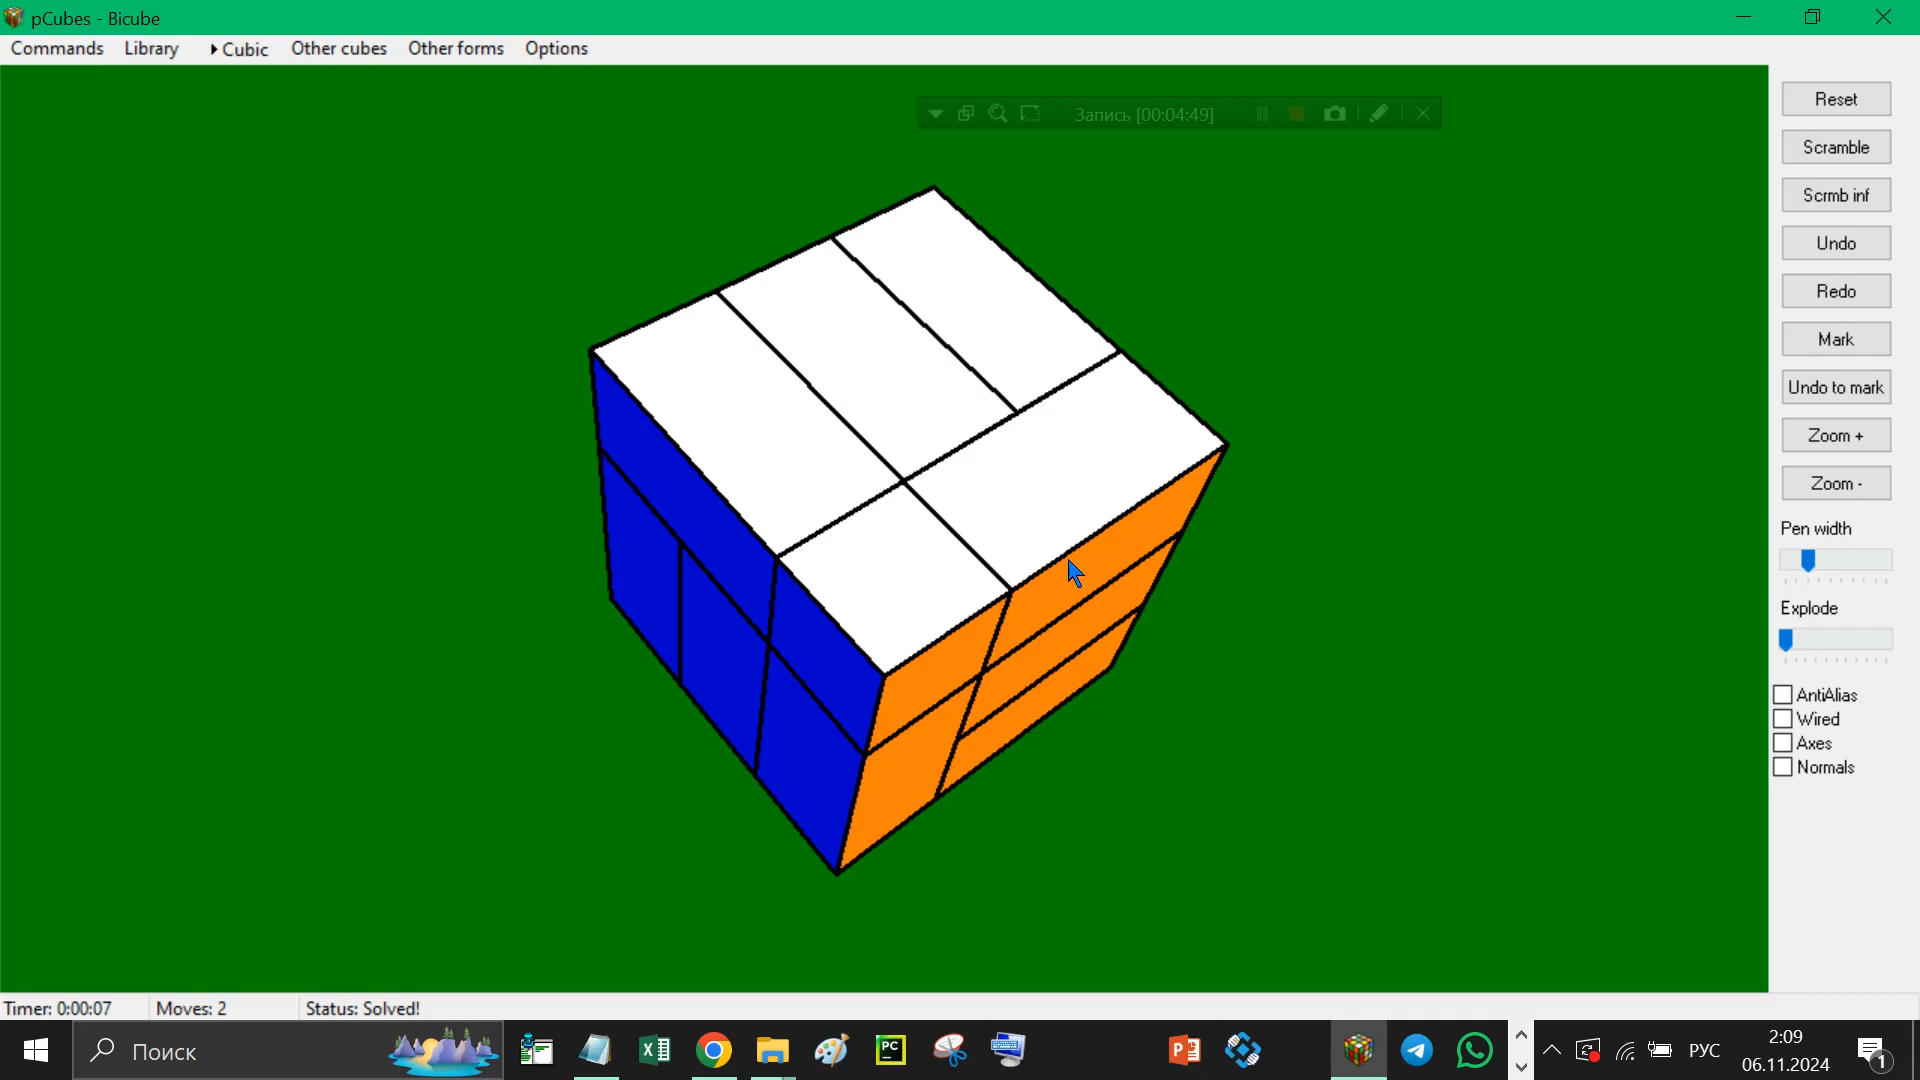 pCubes - Bicube
Commands Library Cubic Other cubes Other forms Options
Запись [00:04:49]
Reset
Scramble
Scrmb inf
Undo
Redo
Mark
Undo to mark
Zoom +
Zoom -
Pen width
Explode
AntiAlias
Wired
Axes
Normals
Timer: 0:00:07 Moves: 2 Status: Solved!
Поиск
РУС
2:09
06.11.2024
1